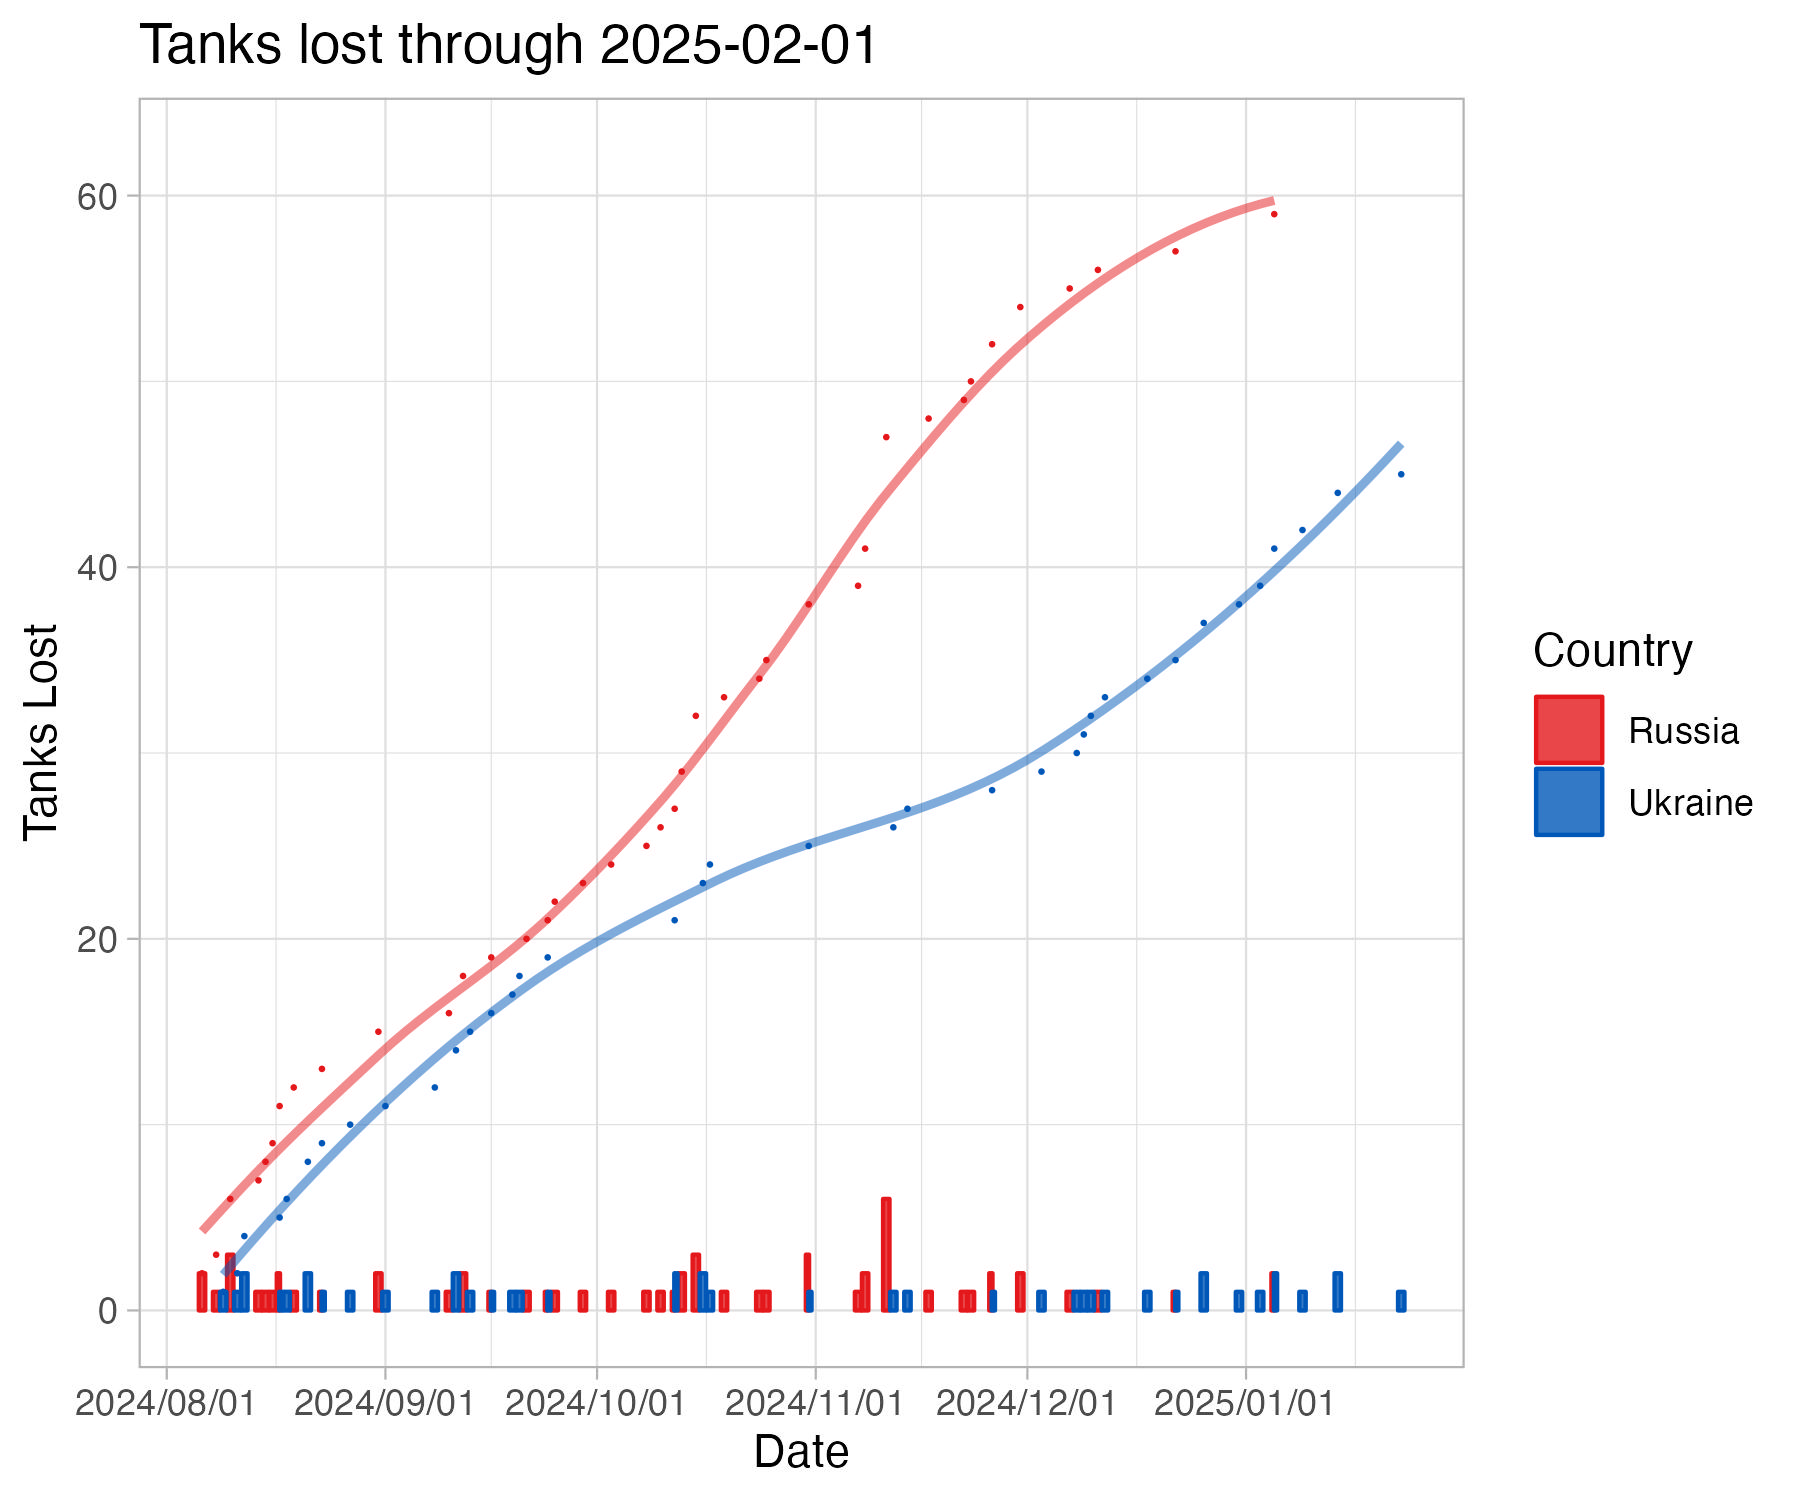 Tanks lost through 2025-02-01
60
40
20
0
Tanks Lost
2024/08/01
2024/09/01
2024/10/01
2024/11/01
2024/12/01
2025/01/01
Date
Country
Russia
Ukraine